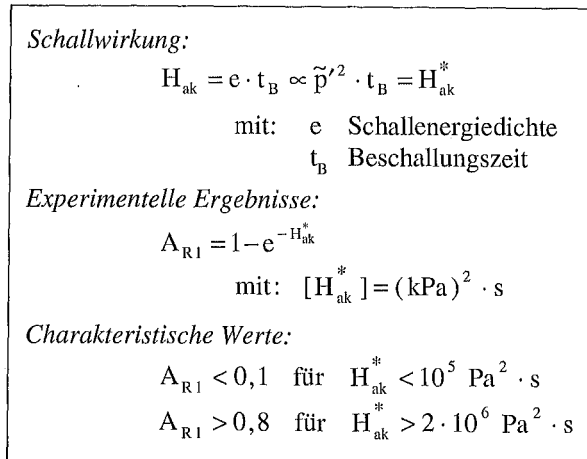 Schallwirkung:
H_ak = e · t_B ∝ p̃'² · t_B = H*_ak
mit: e Schallenergiedichte
t_B Beschallungszeit
Experimentelle Ergebnisse:
A_R1 = 1 − e^(−H*_ak)
mit: [H*_ak] = (kPa)² · s
Charakteristische Werte:
A_R1 < 0,1 für H*_ak < 10⁵ Pa² · s
A_R1 > 0,8 für H*_ak > 2 · 10⁶ Pa² · s